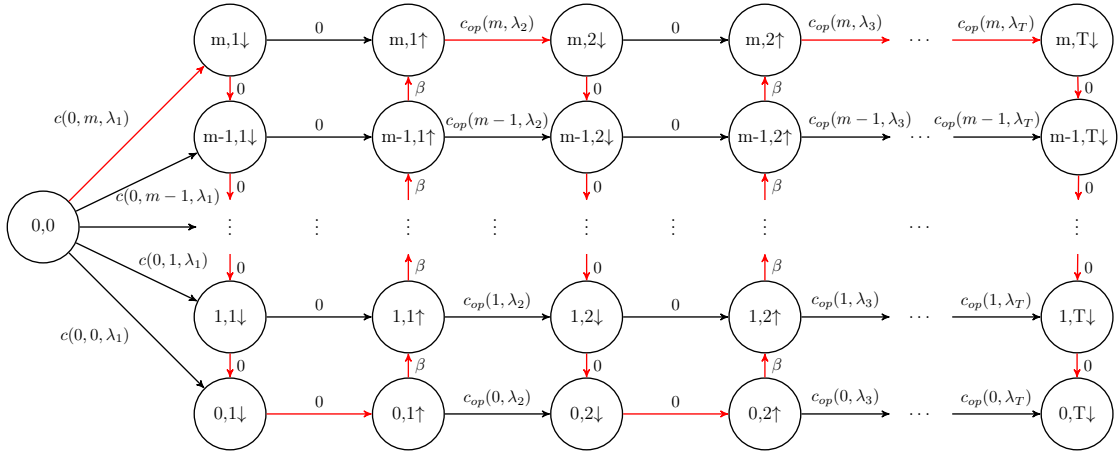 m,1↓ 0 m,1↑ c_op(m, λ_2) m,2↓ 0 m,2↑ c_op(m, λ_3) ⋯ c_op(m, λ_T) m,T↓
0 β 0 β 0
c(0, m, λ_1)
m-1,1↓ 0 m-1,1↑ c_op(m − 1, λ_2) m-1,2↓ 0 m-1,2↑ c_op(m − 1, λ_3) ⋯ c_op(m − 1, λ_T) m-1,T↓
0 β 0 β 0
c(0, m − 1, λ_1)
0,0 ⋮ ⋮ ⋮ ⋮ ⋮ ⋮ ⋮ ⋯ ⋮
0 β 0 β 0
c(0, 1, λ_1)
1,1↓ 0 1,1↑ c_op(1, λ_2) 1,2↓ 0 1,2↑ c_op(1, λ_3) ⋯ c_op(1, λ_T) 1,T↓
c(0, 0, λ_1)
0 β 0 β 0
0,1↓ 0 0,1↑ c_op(0, λ_2) 0,2↓ 0 0,2↑ c_op(0, λ_3) ⋯ c_op(0, λ_T) 0,T↓